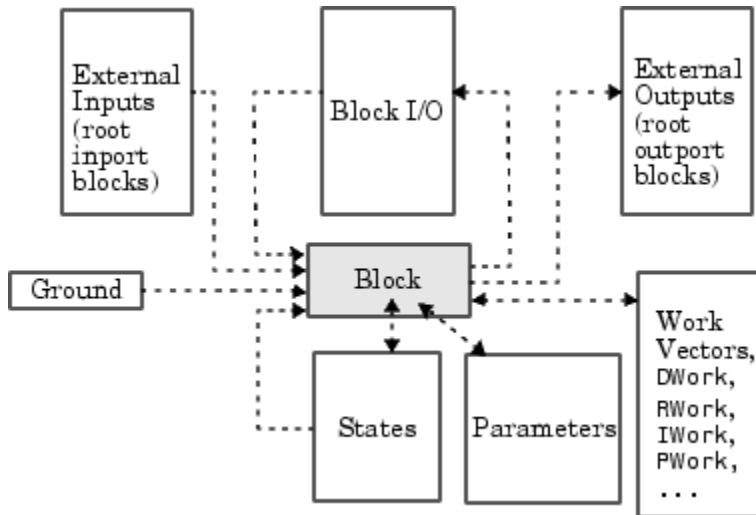 External
Inputs
(root
inport
blocks)
Block I/O
External
Outputs
(root
outport
blocks)
Ground
Block
States
Parameters
Work
Vectors,
DWork,
RWork,
IWork,
PWork,
...